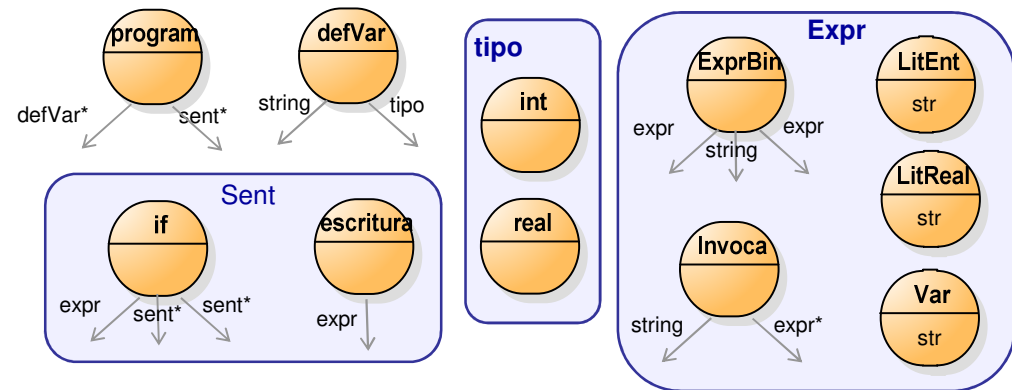 program
defVar*
sent*
defVar
string
tipo
Sent
if
expr
sent*
sent*
escritura
expr
tipo
int
real
Expr
ExprBin
expr
string
expr
LitEnt
str
LitReal
str
Invoca
string
expr*
Var
str